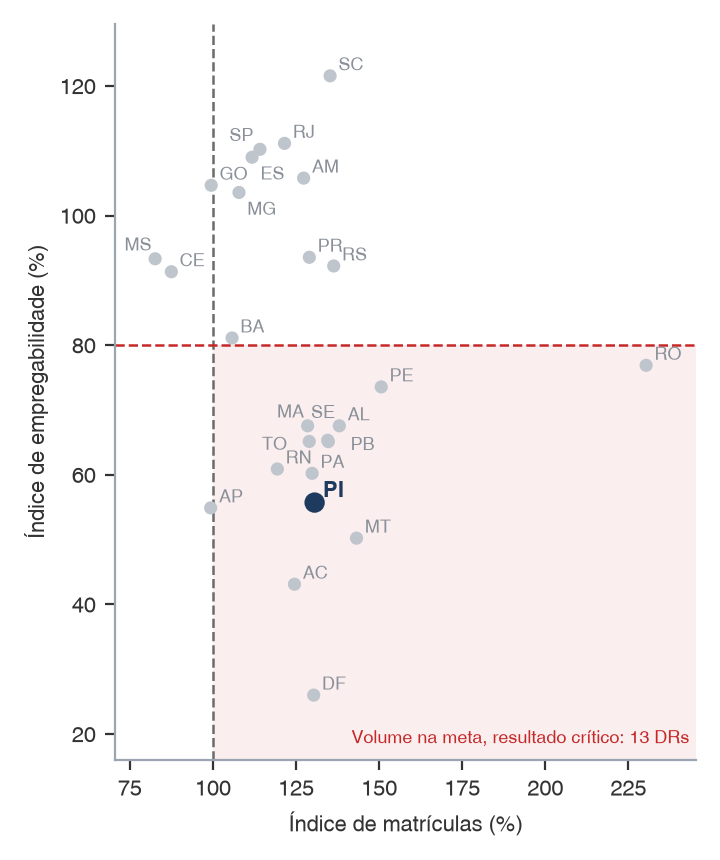 SC
120
SP
RJ
GO
ES
AM
MG
100
MS
CE
PR
RS
BA
80
RO
PE
MA
SE
AL
TO
PB
RN
PA
60
PI
AP
MT
AC
40
DF
Volume na meta, resultado crítico: 13 DRs
20
75
100
125
150
175
200
225
Índice de matrículas (%)
Índice de empregabilidade (%)